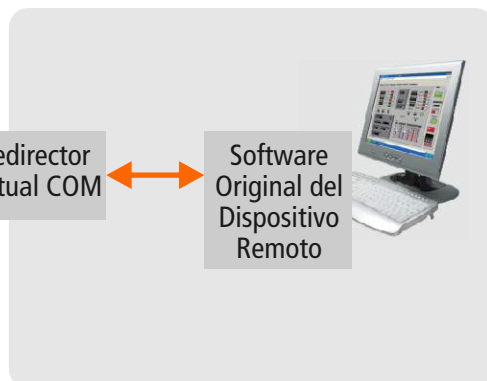 edirector
tual COM
Software
Original del
Dispositivo
Remoto